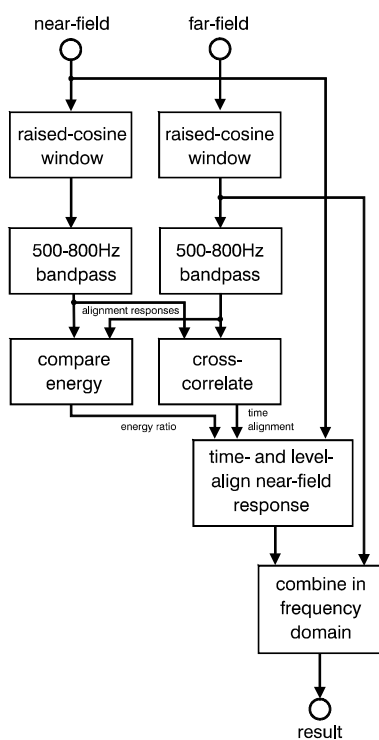 near-field
far-field
raised-cosine
window
raised-cosine
window
500-800Hz
bandpass
500-800Hz
bandpass
alignment responses
compare
energy
cross-
correlate
energy ratio
time
alignment
time- and level-
align near-field
response
combine in
frequency
domain
result